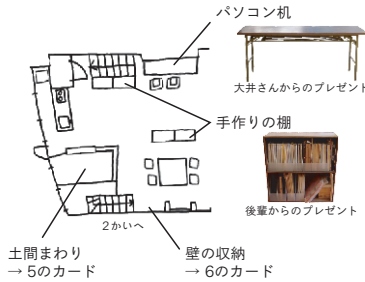 パソコン机
大井さんからのプレゼント
手作りの棚
後輩からのプレゼント
2かいへ
土間まわり
→ 5のカード
壁の収納
→ 6のカード